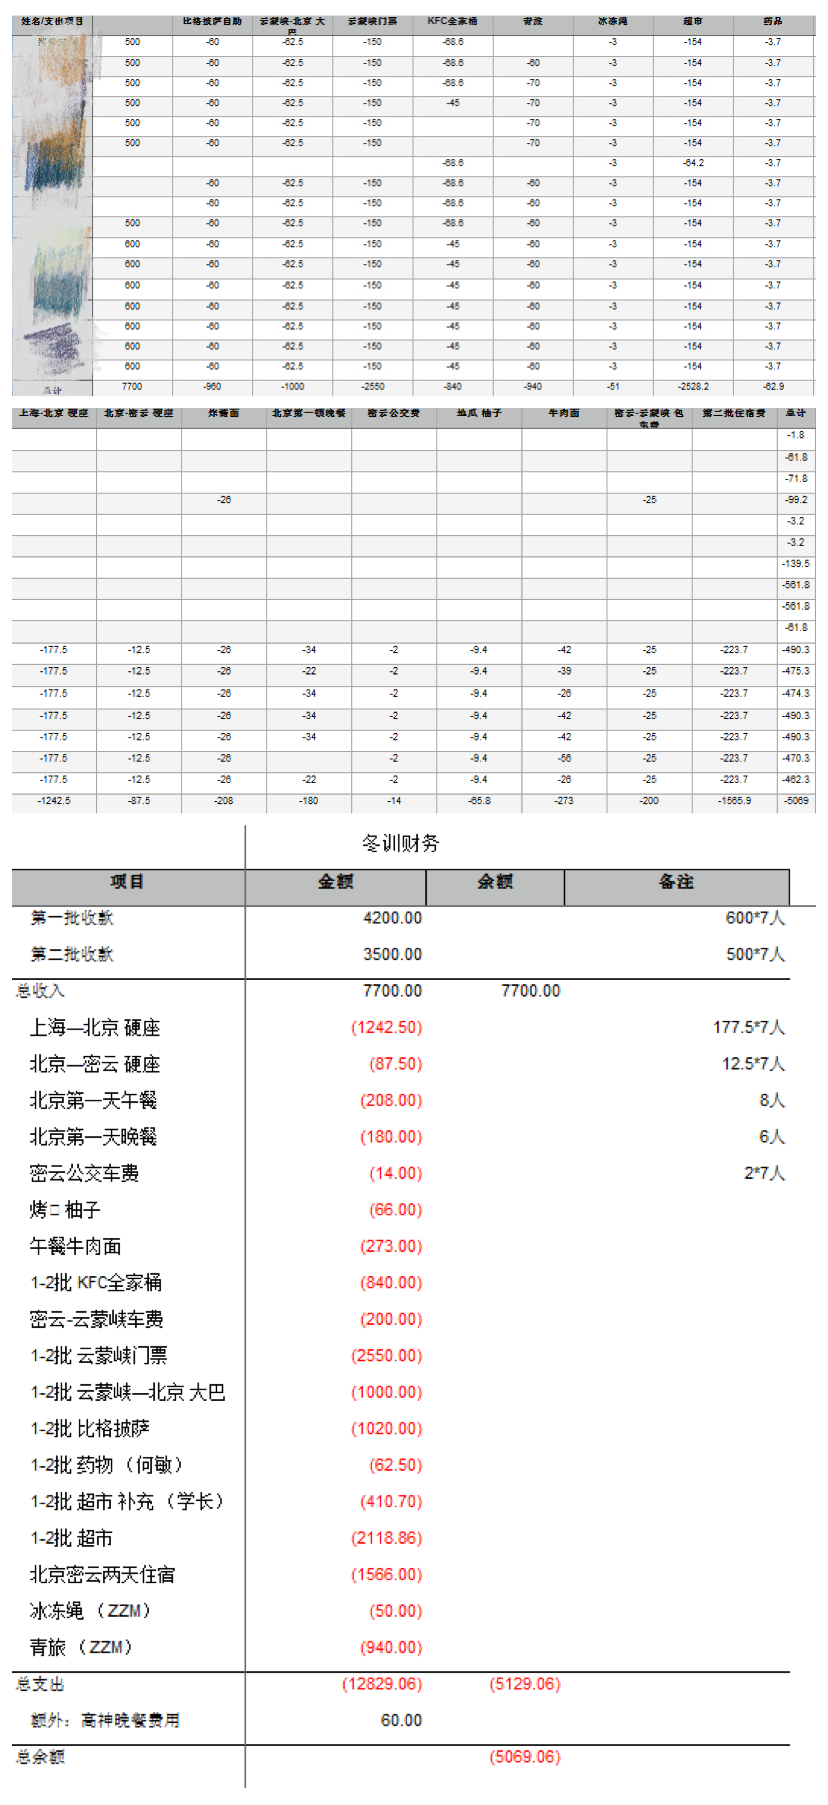 姓名/支出项目 比格披萨自助 云蒙峡-北京 大巴 云蒙峡门票 KFC全家桶 青旅 冰冻绳 超市 药品
500 -60 -62.5 -150 -68.6 -3 -154 -3.7
500 -60 -62.5 -150 -68.6 -60 -3 -154 -3.7
500 -60 -62.5 -150 -68.6 -70 -3 -154 -3.7
500 -60 -62.5 -150 -45 -70 -3 -154 -3.7
500 -60 -62.5 -150 -70 -3 -154 -3.7
500 -60 -62.5 -150 -70 -3 -154 -3.7
-68.6 -3 -64.2 -3.7
-60 -62.5 -150 -68.6 -60 -3 -154 -3.7
-60 -62.5 -150 -68.6 -60 -3 -154 -3.7
500 -60 -62.5 -150 -68.6 -60 -3 -154 -3.7
600 -60 -62.5 -150 -45 -60 -3 -154 -3.7
600 -60 -62.5 -150 -45 -60 -3 -154 -3.7
600 -60 -62.5 -150 -45 -60 -3 -154 -3.7
600 -60 -62.5 -150 -45 -60 -3 -154 -3.7
600 -60 -62.5 -150 -45 -60 -3 -154 -3.7
600 -60 -62.5 -150 -45 -60 -3 -154 -3.7
600 -60 -62.5 -150 -45 -60 -3 -154 -3.7
总计 7700 -960 -1000 -2550 -840 -940 -51 -2528.2 -62.9
上海-北京 硬座 北京-密云 硬座 炸酱面 北京第一顿晚餐 密云公交费 地瓜 柚子 牛肉面 密云-云蒙峡 包车费 第二批住宿费 总计
-1.8
-61.8
-71.8
-26 -25 -99.2
-3.2
-3.2
-139.5
-561.8
-561.8
-61.8
-177.5 -12.5 -26 -34 -2 -9.4 -42 -25 -223.7 -490.3
-177.5 -12.5 -26 -22 -2 -9.4 -39 -25 -223.7 -475.3
-177.5 -12.5 -26 -34 -2 -9.4 -26 -25 -223.7 -474.3
-177.5 -12.5 -26 -34 -2 -9.4 -42 -25 -223.7 -490.3
-177.5 -12.5 -26 -34 -2 -9.4 -42 -25 -223.7 -490.3
-177.5 -12.5 -26 -2 -9.4 -56 -25 -223.7 -470.3
-177.5 -12.5 -26 -22 -2 -9.4 -26 -25 -223.7 -462.3
-1242.5 -87.5 -208 -180 -14 -65.8 -273 -200 -1565.9 -5069
冬训财务
项目 金额 余额 备注
第一批收款 4200.00 600*7人
第二批收款 3500.00 500*7人
总收入 7700.00 7700.00
上海—北京 硬座 (1242.50) 177.5*7人
北京—密云 硬座 (87.50) 12.5*7人
北京第一天午餐 (208.00) 8人
北京第一天晚餐 (180.00) 6人
密云公交车费 (14.00) 2*7人
烤□ 柚子 (66.00)
午餐牛肉面 (273.00)
1-2批 KFC全家桶 (840.00)
密云-云蒙峡车费 (200.00)
1-2批 云蒙峡门票 (2550.00)
1-2批 云蒙峡—北京 大巴 (1000.00)
1-2批 比格披萨 (1020.00)
1-2批 药物 （何敏） (62.50)
1-2批 超市 补充 （学长） (410.70)
1-2批 超市 (2118.86)
北京密云两天住宿 (1566.00)
冰冻绳 （ZZM） (50.00)
青旅 （ZZM） (940.00)
总支出 (12829.06) (5129.06)
额外：高神晚餐费用 60.00
总余额 (5069.06)